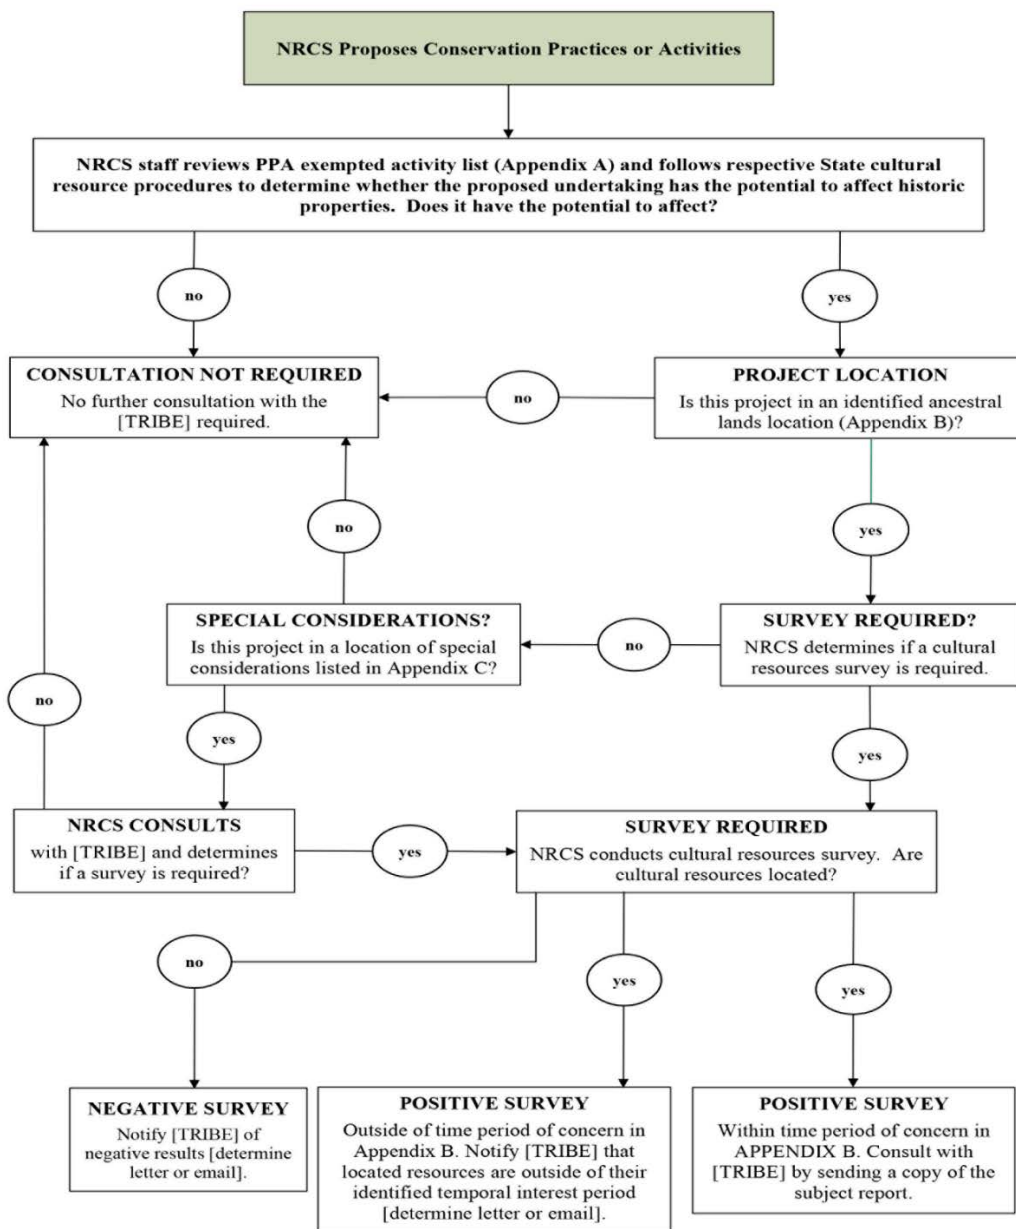 NRCS Proposes Conservation Practices or Activities
NRCS staff reviews PPA exempted activity list (Appendix A) and follows respective State cultural
resource procedures to determine whether the proposed undertaking has the potential to affect historic
properties.  Does it have the potential to affect?
no
yes
CONSULTATION NOT REQUIRED
No further consultation with the
[TRIBE] required.
no
PROJECT LOCATION
Is this project in an identified ancestral
lands location (Appendix B)?
no
yes
SPECIAL CONSIDERATIONS?
Is this project in a location of special
considerations listed in Appendix C?
no
SURVEY REQUIRED?
NRCS determines if a cultural
resources survey is required.
no
yes
yes
NRCS CONSULTS
with [TRIBE] and determines
if a survey is required?
yes
SURVEY REQUIRED
NRCS conducts cultural resources survey.  Are
cultural resources located?
no
yes
yes
NEGATIVE SURVEY
Notify [TRIBE] of
negative results [determine
letter or email].
POSITIVE SURVEY
Outside of time period of concern in
Appendix B. Notify [TRIBE] that
located resources are outside of their
identified temporal interest period
[determine letter or email].
POSITIVE SURVEY
Within time period of concern in
APPENDIX B. Consult with
[TRIBE] by sending a copy of the
subject report.